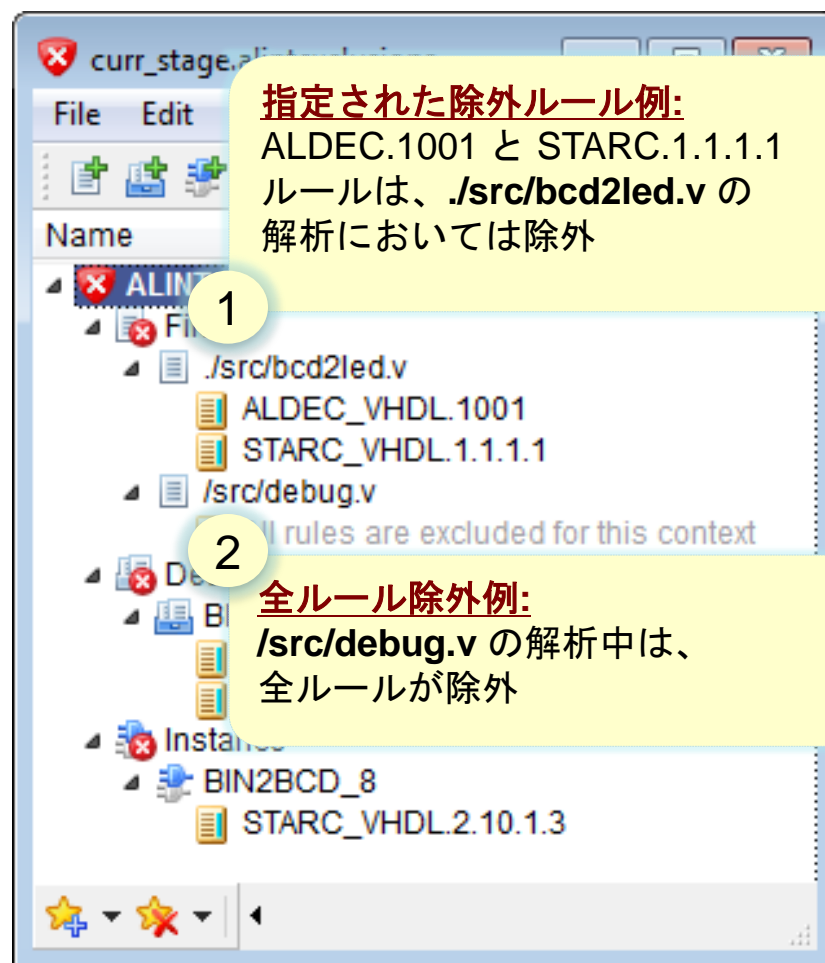 curr_stage.
File Edit
指定された除外ルール例:
ALDEC.1001 と STARC.1.1.1.1
ルールは、./src/bcd2led.v の
解析においては除外
Name
1
./src/bcd2led.v
ALDEC_VHDL.1001
STARC_VHDL.1.1.1.1
/src/debug.v
rules are excluded for this context
2
全ルール除外例:
/src/debug.v の解析中は、
全ルールが除外
BIN2BCD_8
STARC_VHDL.2.10.1.3